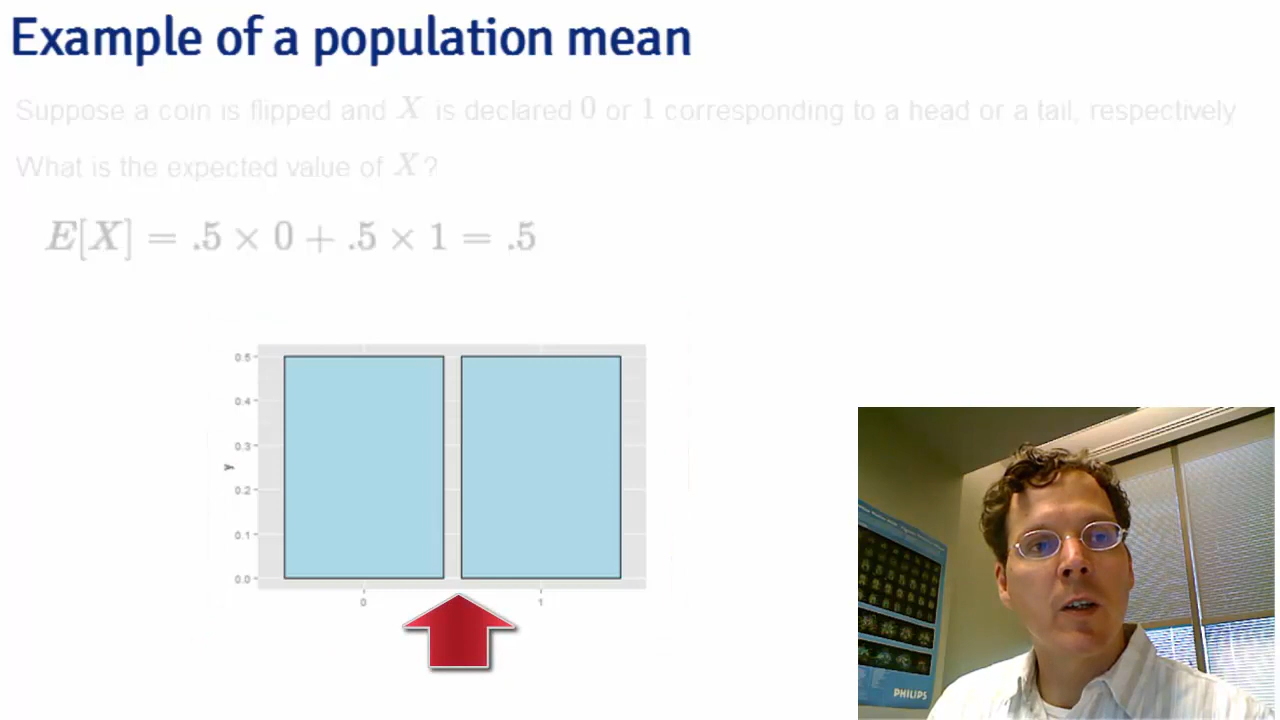 Example of a population mean
Suppose a coin is flipped and X is declared 0 or 1 corresponding to a head or a tail, respectively
What is the expected value of X?
E[X] = .5 × 0 + .5 × 1 = .5
0.5
0.4
0.3
y
0.2
0.1
0.0
0 1
PHILIPS